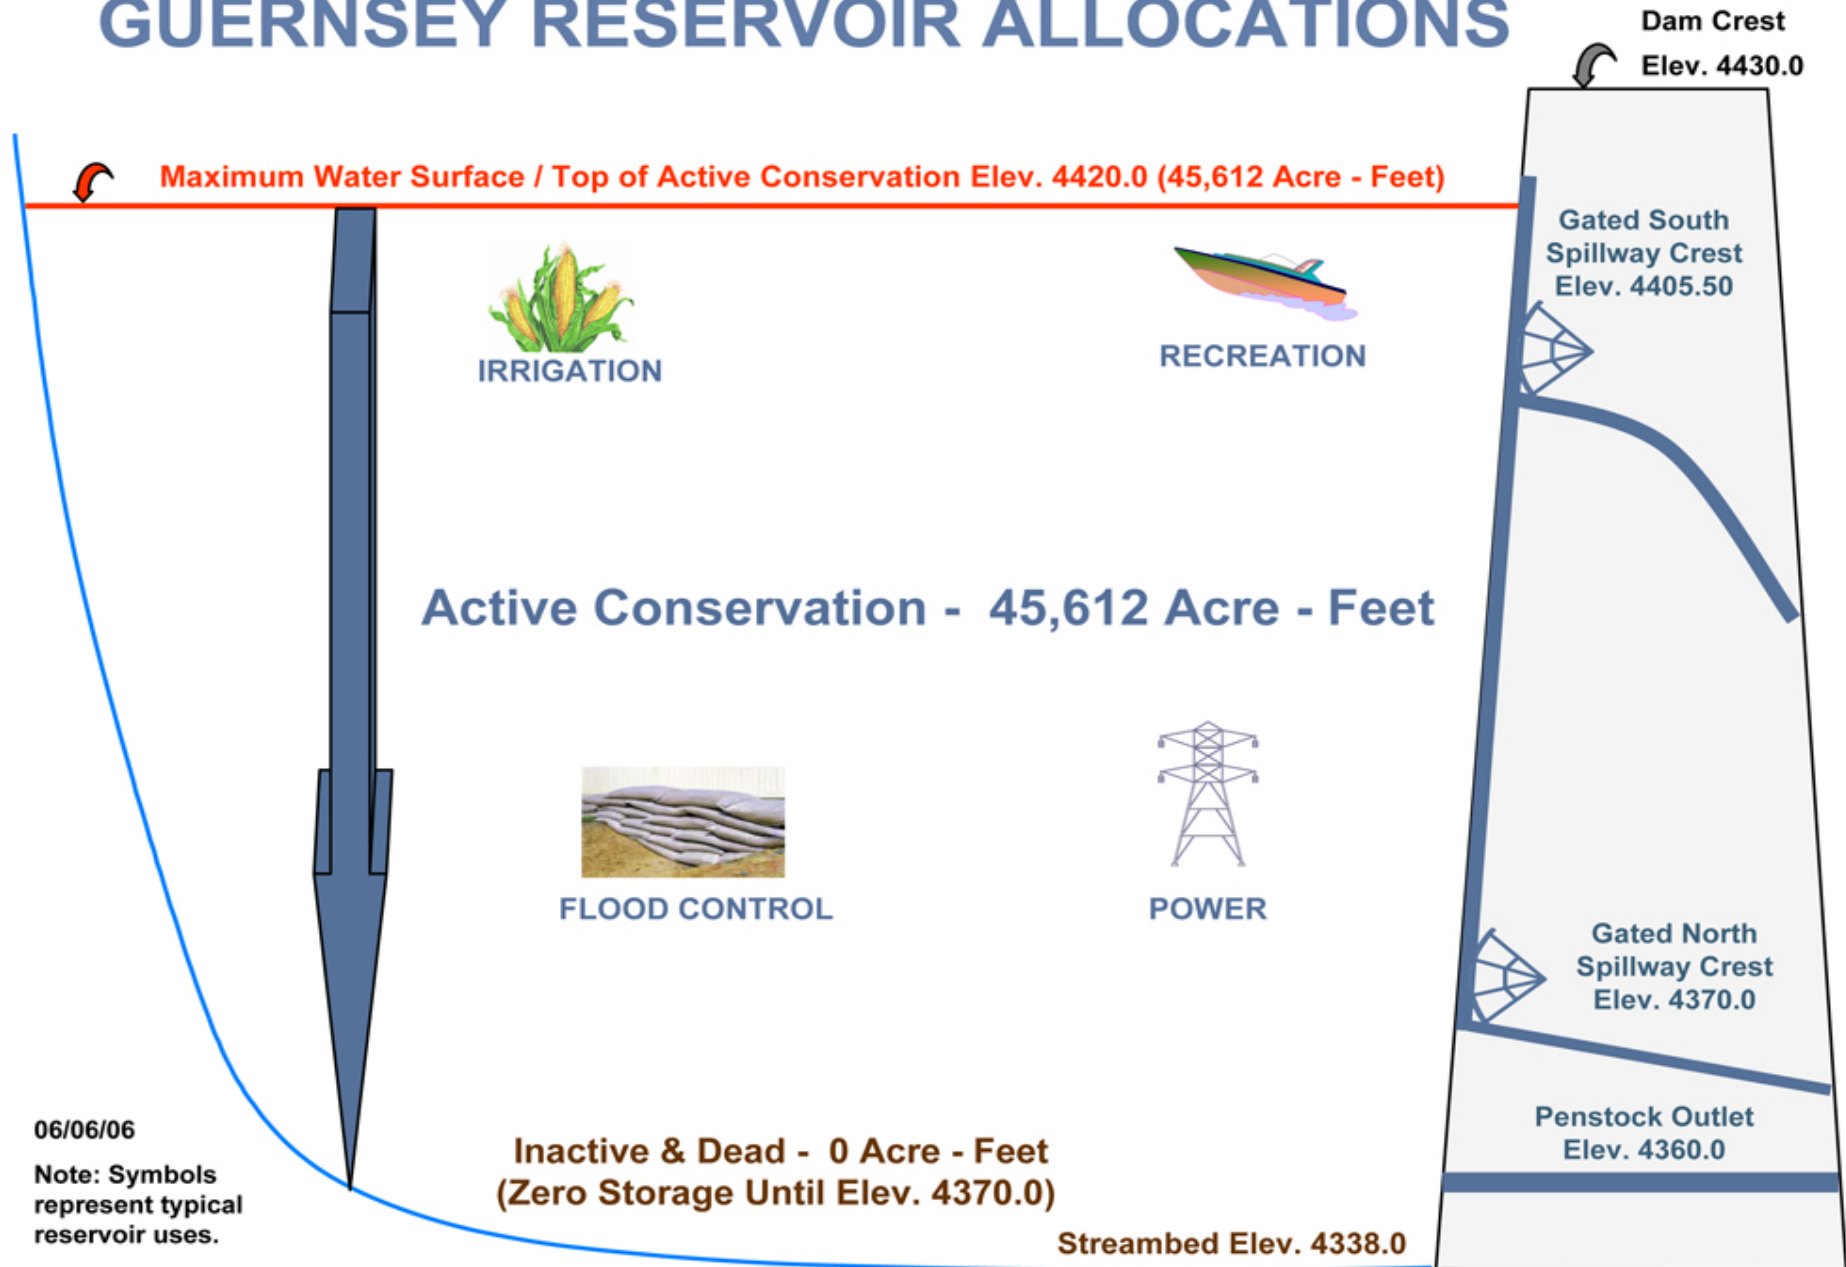 GUERNSEY RESERVOIR ALLOCATIONS
Dam Crest
Elev. 4430.0
Maximum Water Surface / Top of Active Conservation Elev. 4420.0 (45,612 Acre - Feet)
Gated South
Spillway Crest
Elev. 4405.50
IRRIGATION
RECREATION
Active Conservation - 45,612 Acre - Feet
FLOOD CONTROL
POWER
Gated North
Spillway Crest
Elev. 4370.0
Penstock Outlet
Elev. 4360.0
06/06/06
Note: Symbols
represent typical
reservoir uses.
Inactive & Dead - 0 Acre - Feet
(Zero Storage Until Elev. 4370.0)
Streambed Elev. 4338.0